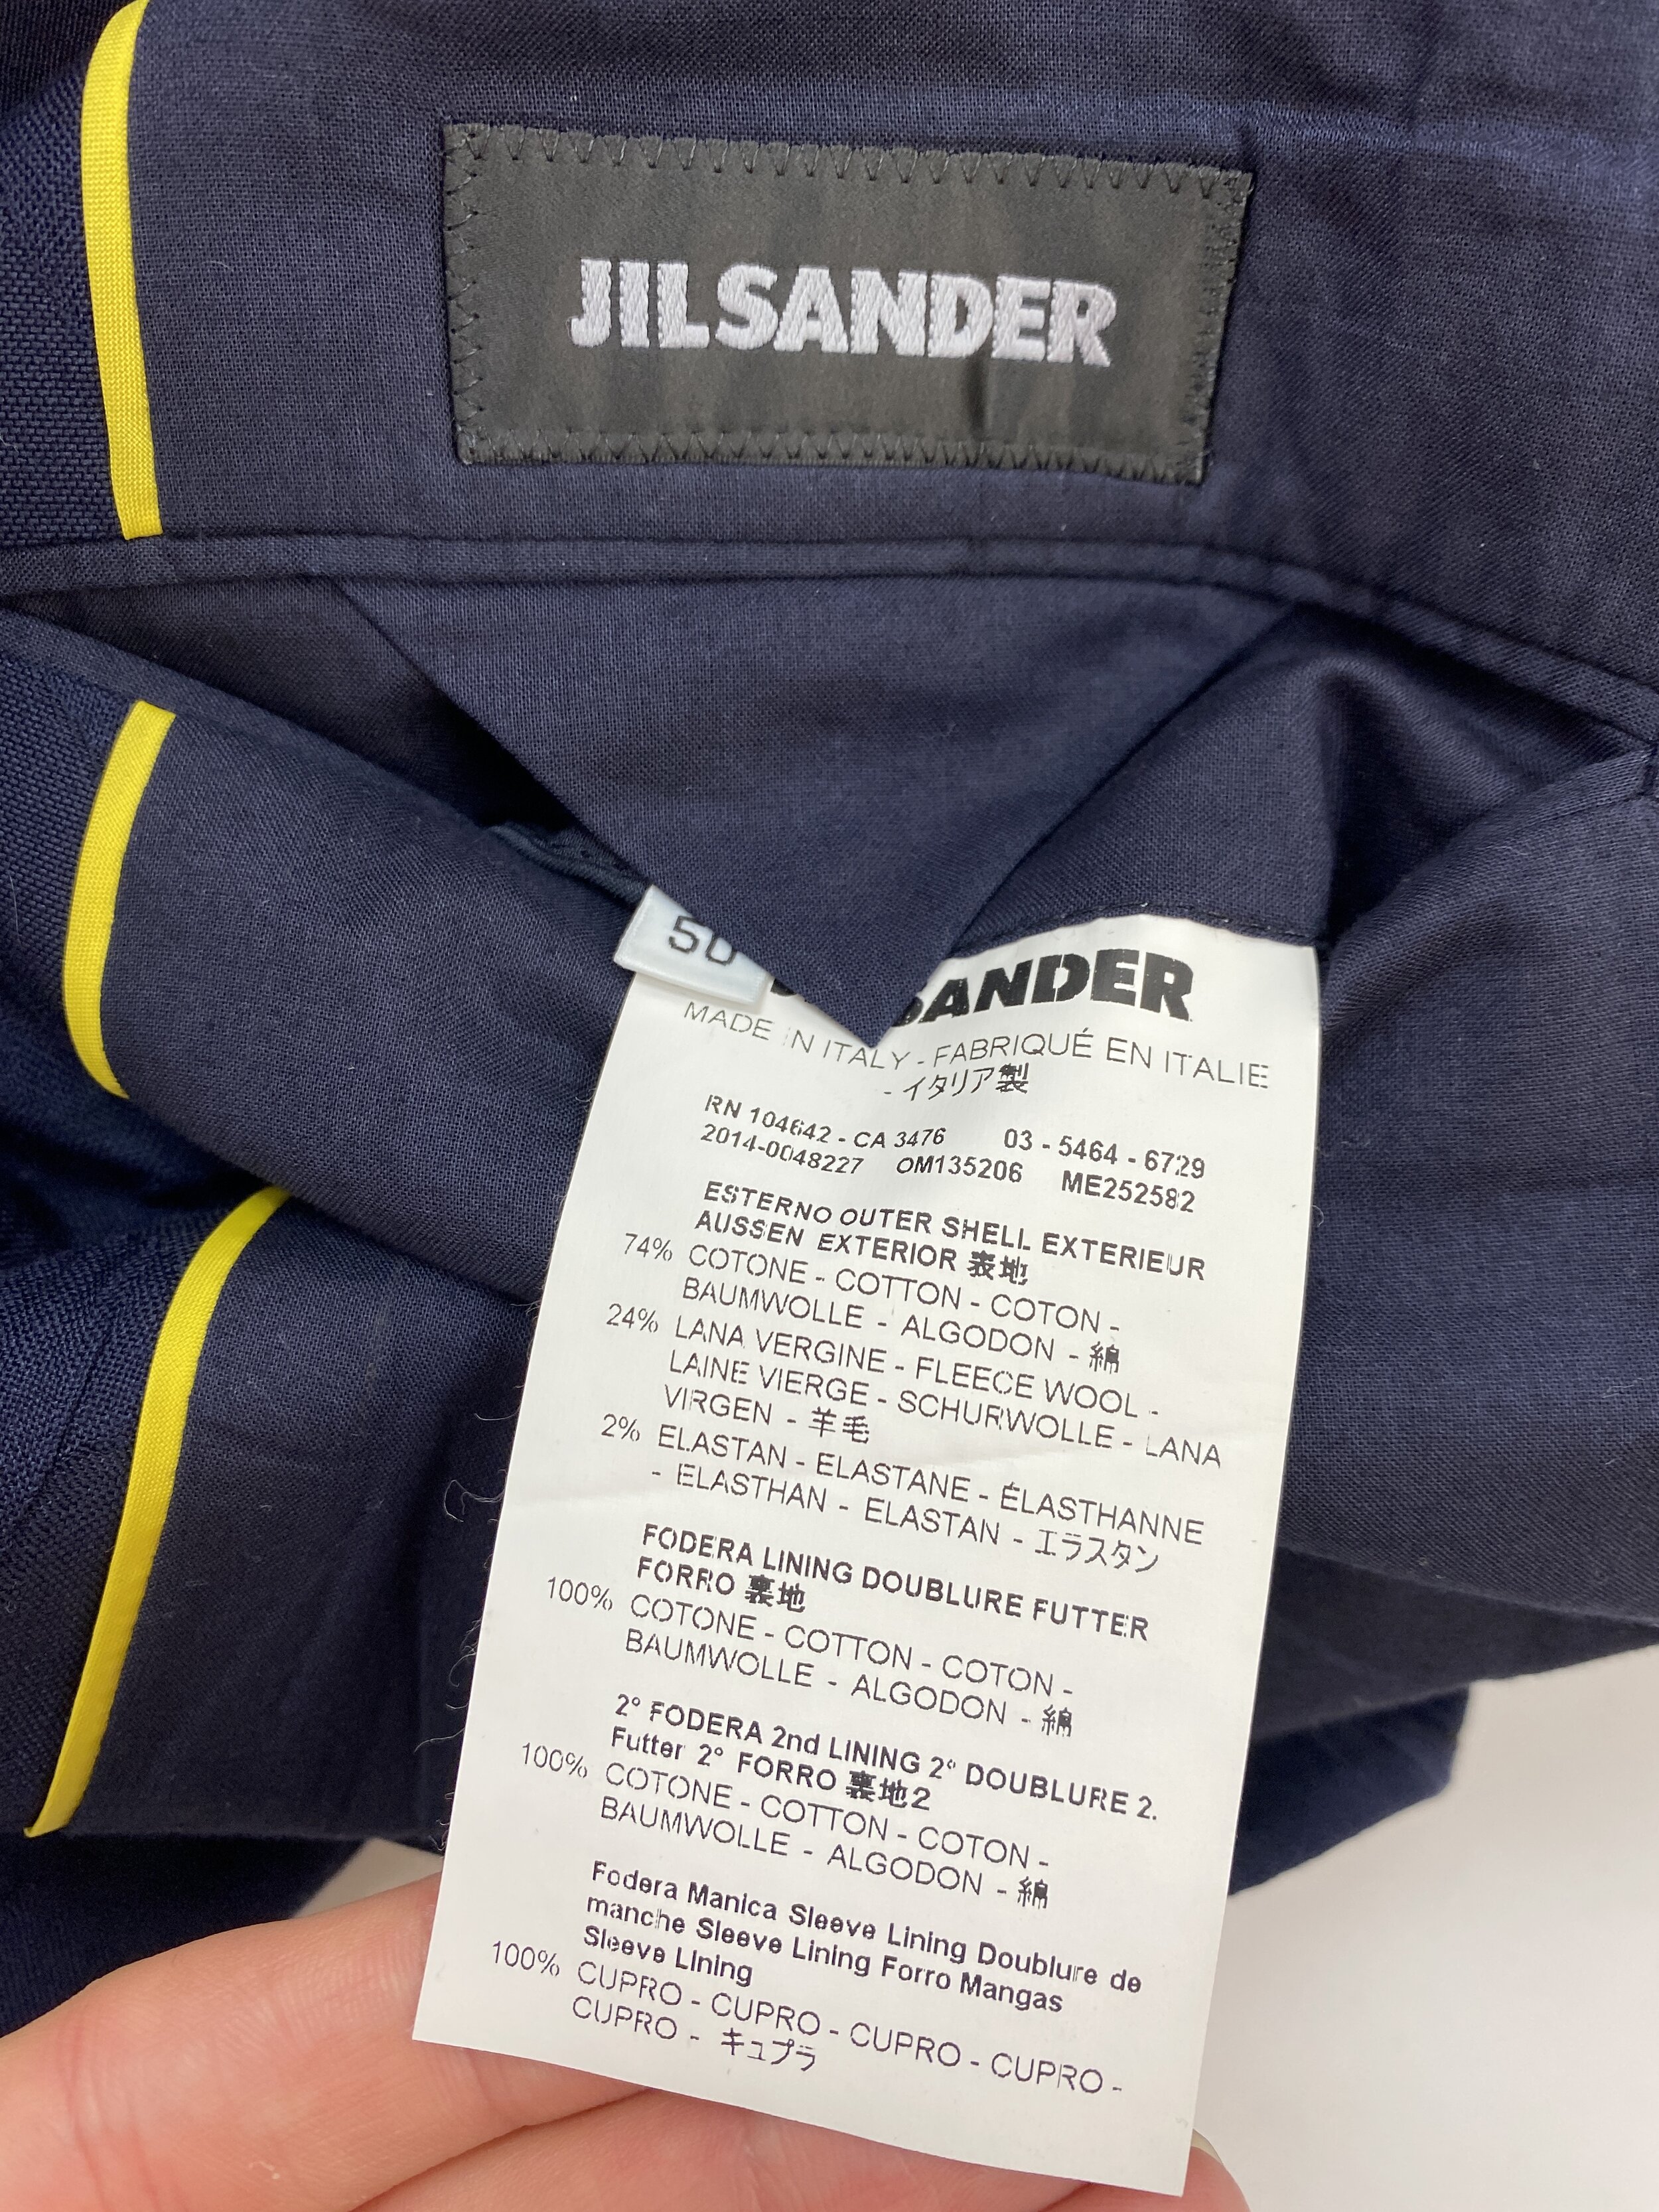 JILSANDER
50
SANDER
MADE IN ITALY - FABRIQUÉ EN ITALIE
- イタリア製
RN 104642 - CA 3476 03 - 5464 - 6729
2014-0048227 OM135206 ME252582
ESTERNO OUTER SHELL EXTERIEUR
AUSSEN EXTERIOR 表地
74% COTONE - COTTON - COTON -
BAUMWOLLE - ALGODON - 綿
24% LANA VERGINE - FLEECE WOOL -
LAINE VIERGE - SCHURWOLLE - LANA
VIRGEN - 羊毛
2% ELASTAN - ELASTANE - ÉLASTHANNE
- ELASTHAN - ELASTAN - エラスタン
FODERA LINING DOUBLURE FUTTER
FORRO 裏地
100% COTONE - COTTON - COTON -
BAUMWOLLE - ALGODON - 綿
2° FODERA 2nd LINING 2° DOUBLURE 2.
Futter 2° FORRO 裏地2
100% COTONE - COTTON - COTON -
BAUMWOLLE - ALGODON - 綿
Fodera Manica Sleeve Lining Doublure de
manche Sleeve Lining Forro Mangas
Sleeve Lining
100% CUPRO - CUPRO - CUPRO - CUPRO -
CUPRO - キュプラ